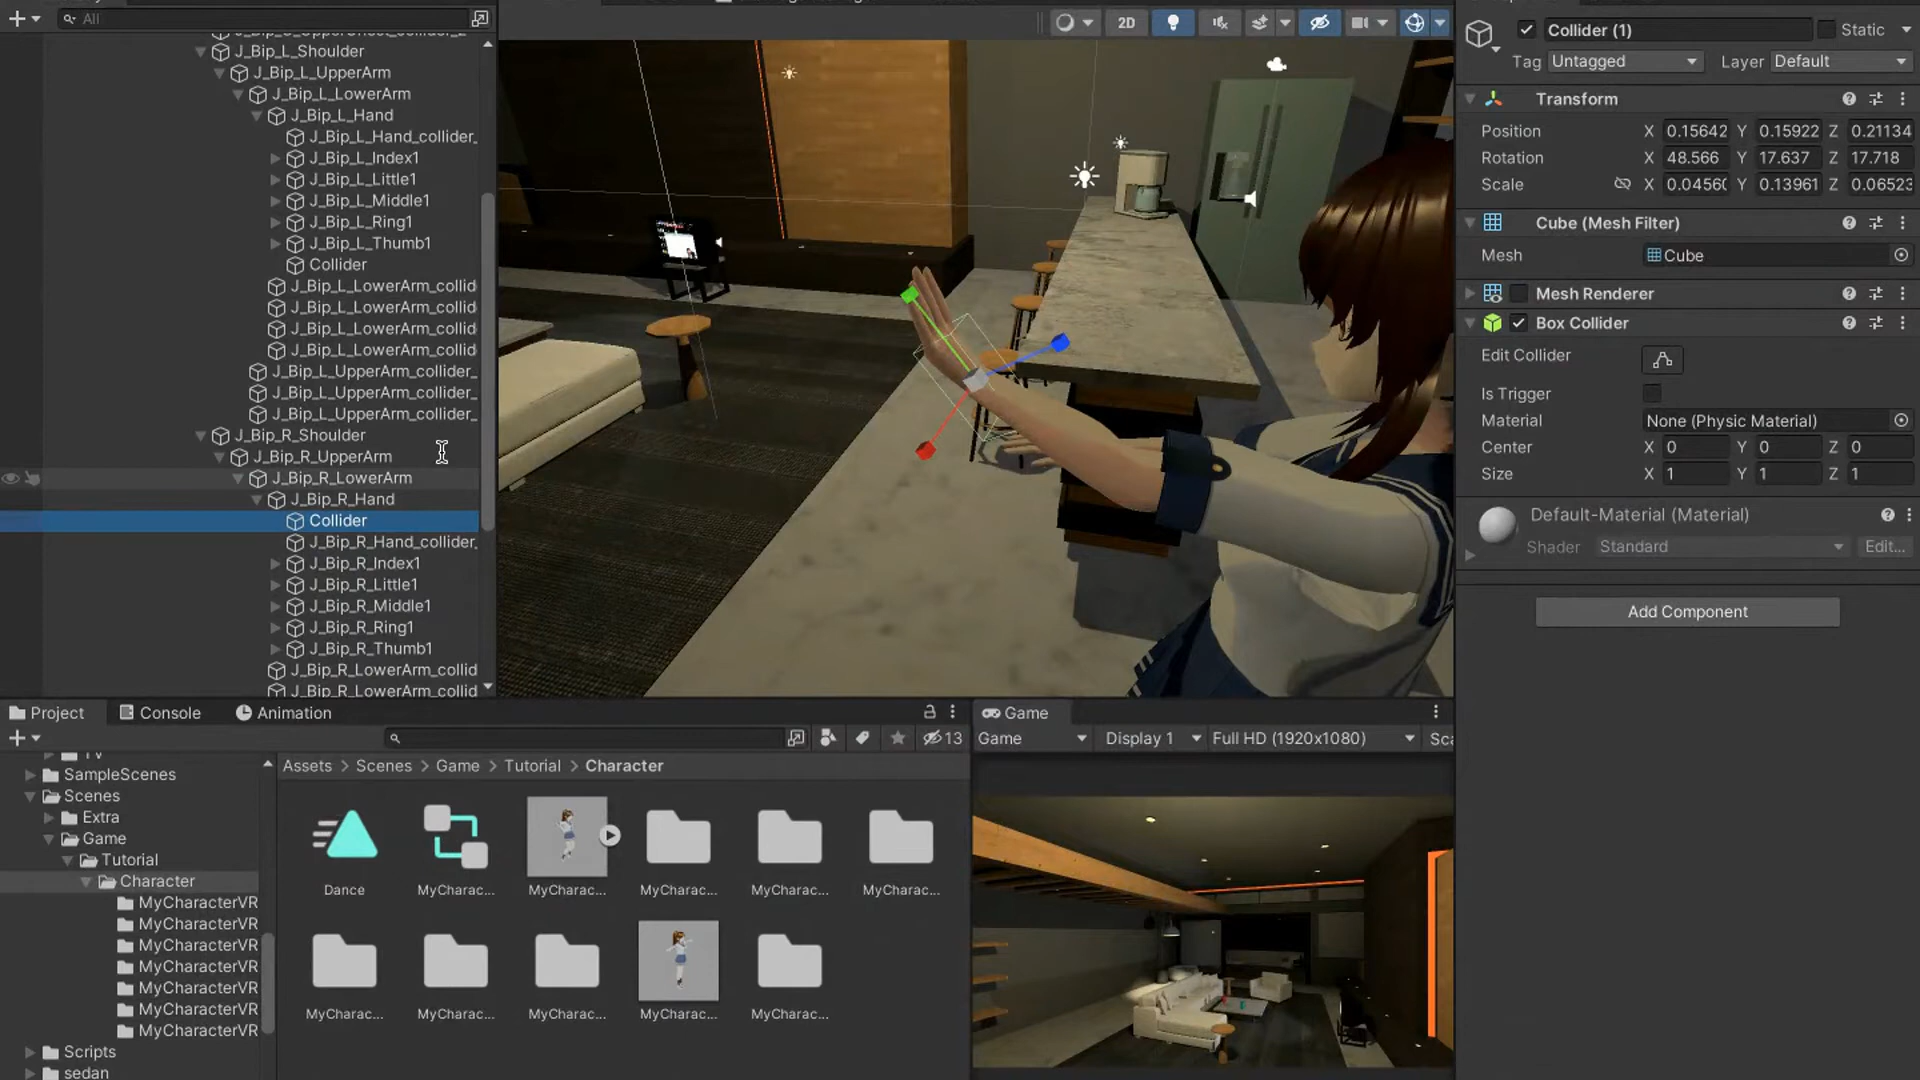 All
J_Bip_L_Shoulder
J_Bip_L_UpperArm
J_Bip_L_LowerArm
J_Bip_L_Hand
J_Bip_L_Hand_collider_
J_Bip_L_Index1
J_Bip_L_Little1
J_Bip_L_Middle1
J_Bip_L_Ring1
J_Bip_L_Thumb1
Collider
J_Bip_L_LowerArm_collid
J_Bip_L_LowerArm_collid
J_Bip_L_LowerArm_collid
J_Bip_L_LowerArm_collid
J_Bip_L_UpperArm_collider_
J_Bip_L_UpperArm_collider_
J_Bip_L_UpperArm_collider_
J_Bip_R_Shoulder
J_Bip_R_UpperArm
J_Bip_R_LowerArm
J_Bip_R_Hand
Collider
J_Bip_R_Hand_collider_
J_Bip_R_Index1
J_Bip_R_Little1
J_Bip_R_Middle1
J_Bip_R_Ring1
J_Bip_R_Thumb1
J_Bip_R_LowerArm_collid
J_Bip_R_LowerArm_collid
2D
Collider (1) Static
Tag Untagged Layer Default
Transform
Position X 0.15642 Y 0.15922 Z 0.21134
Rotation X 48.566 Y 17.637 Z 17.718
Scale X 0.0456( Y 0.13961 Z 0.06523
Cube (Mesh Filter)
Mesh Cube
Mesh Renderer
Box Collider
Edit Collider
Is Trigger
Material None (Physic Material)
Center X 0 Y 0 Z 0
Size X 1 Y 1 Z 1
Default-Material (Material)
Shader Standard Edit...
Add Component
Project Console Animation
13
SampleScenes
Scenes
Extra
Game
Tutorial
Character
MyCharacterVR
MyCharacterVR
MyCharacterVR
MyCharacterVR
MyCharacterVR
MyCharacterVR
MyCharacterVR
Scripts
sedan
Assets > Scenes > Game > Tutorial > Character
Dance MyCharac... MyCharac... MyCharac... MyCharac... MyCharac...
MyCharac... MyCharac... MyCharac... MyCharac... MyCharac...
Game
Game Display 1 Full HD (1920x1080) Sca